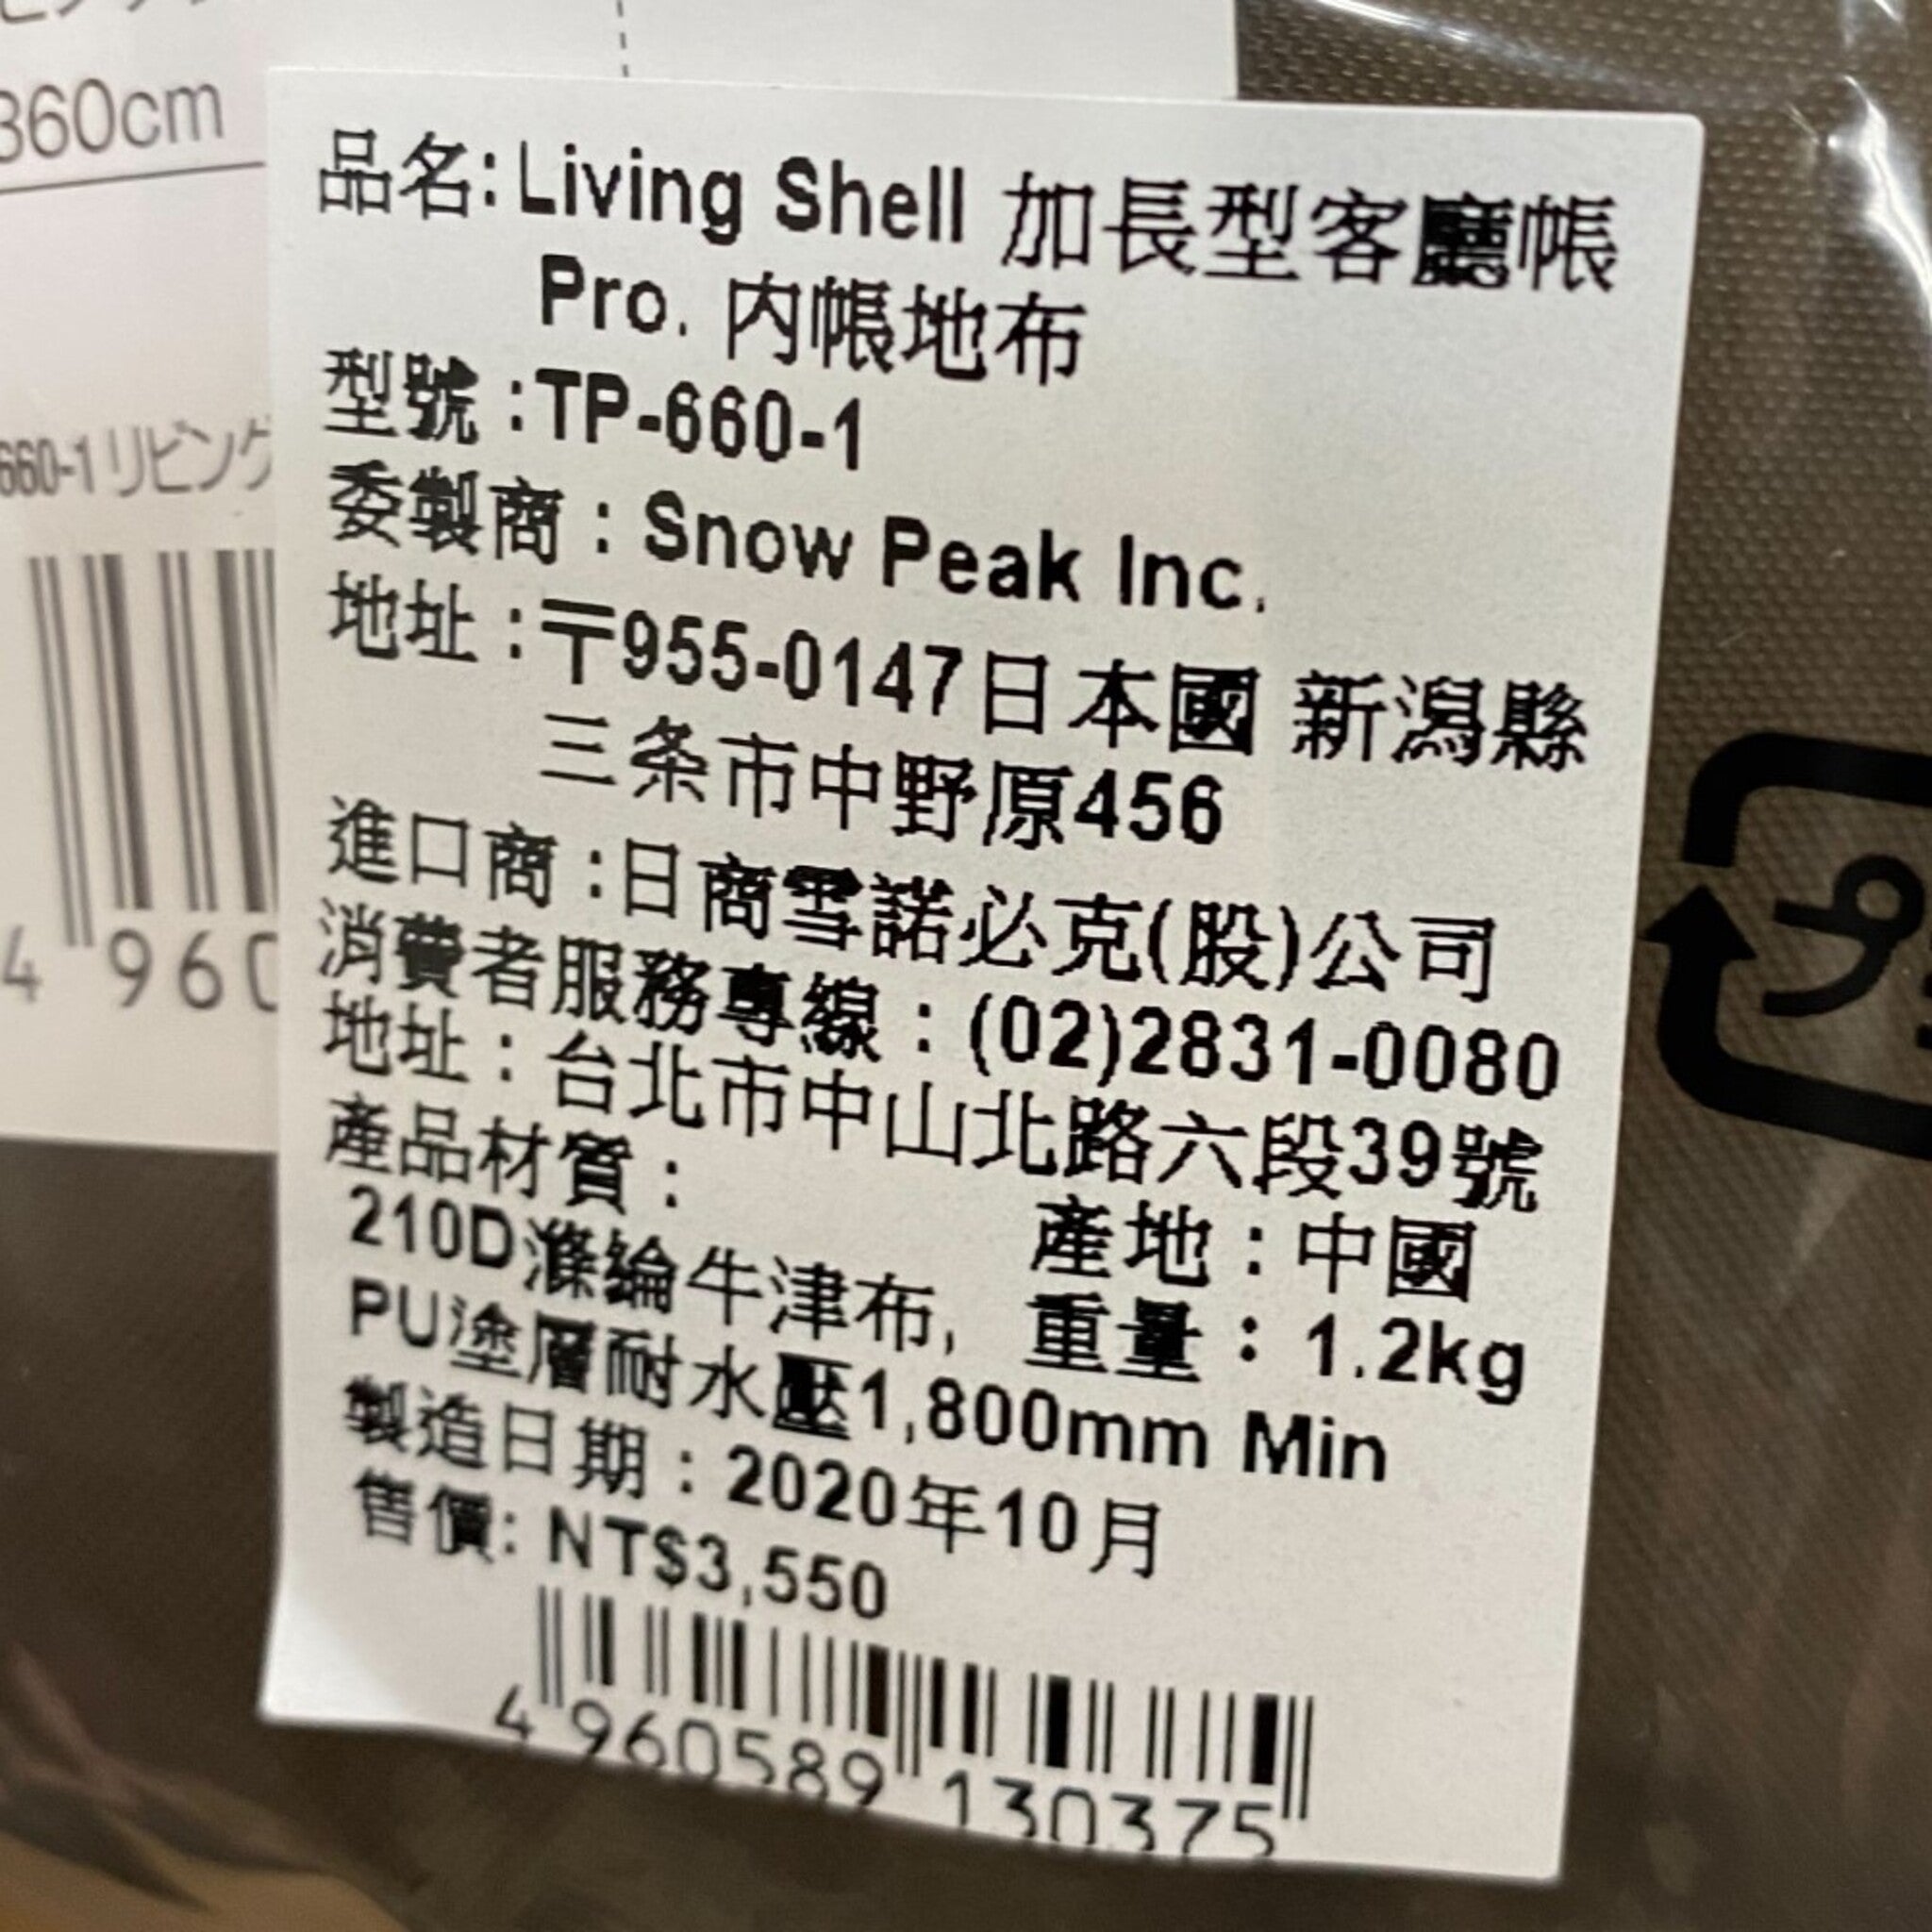 360cm
品名:Living Shell 加長型客廳帳
Pro. 內帳地布
型號:TP-660-1
660-1リビング
委製商:Snow Peak Inc.
地址:〒955-0147日本國 新潟縣
三条市中野原456
進口商:日商雪諾必克(股)公司
消費者服務專線:(02)2831-0080
地址:台北市中山北路六段39號
產品材質:
產地:中國
210D滌綸牛津布,
重量:1.2kg
PU塗層耐水壓1,800mm Min
製造日期:2020年10月
售價: NT$3,550
4 960589 130375
4 960
プ